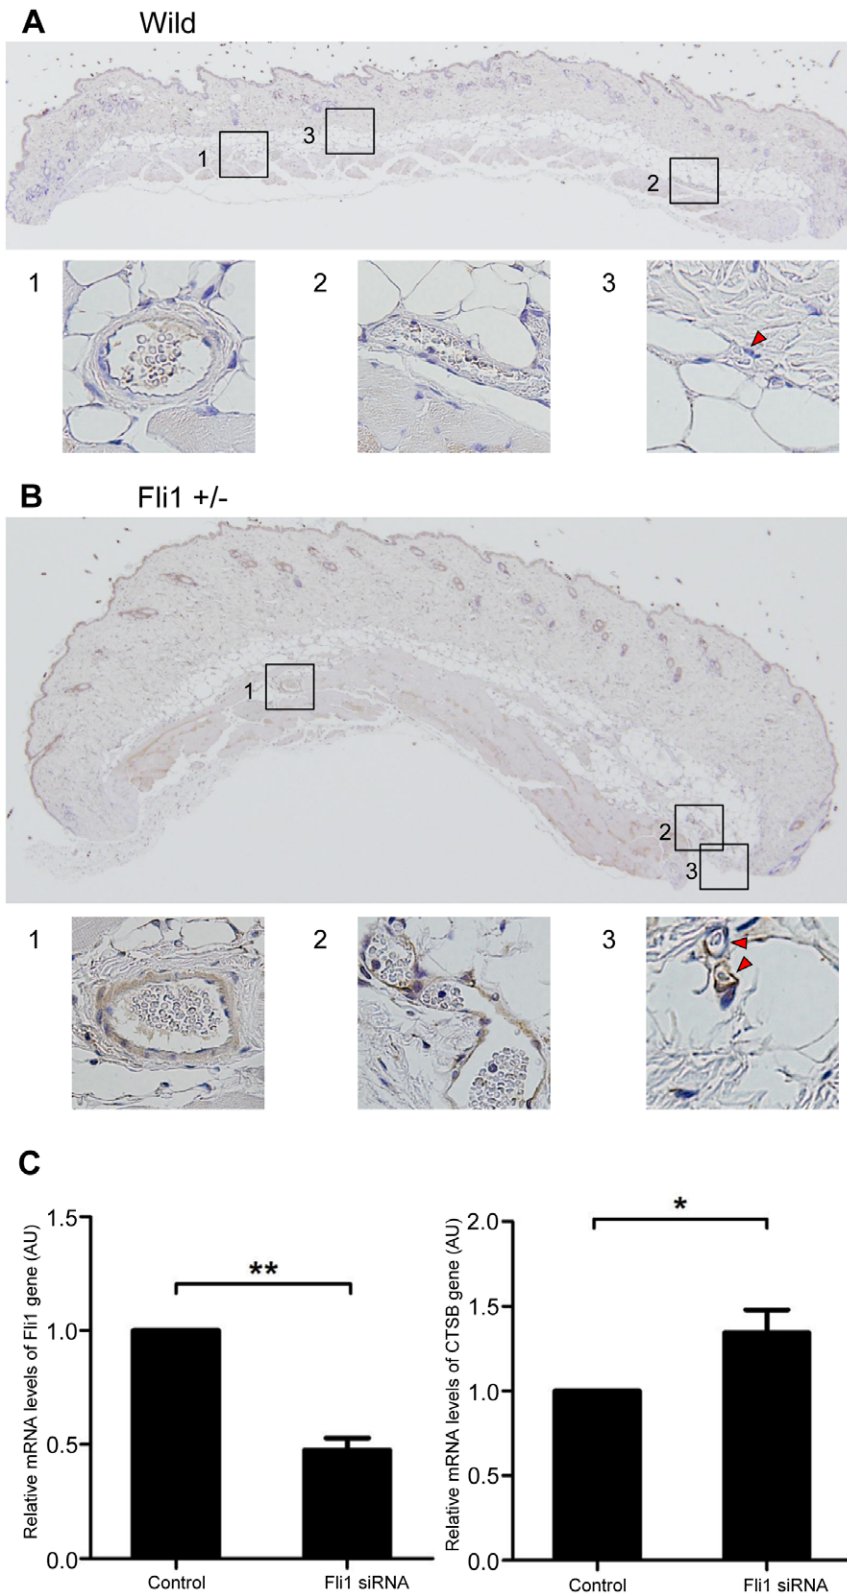 A Wild
1
3
2
1 2 3
B Fli1 +/-
1
2
3
1 2 3
C
Relative mRNA levels of Fli1 gene (AU)
1.5
1.0
0.5
0.0
**
Control Fli1 siRNA
Relative mRNA levels of CTSB gene (AU)
2.0
1.5
1.0
0.5
0.0
*
Control Fli1 siRNA